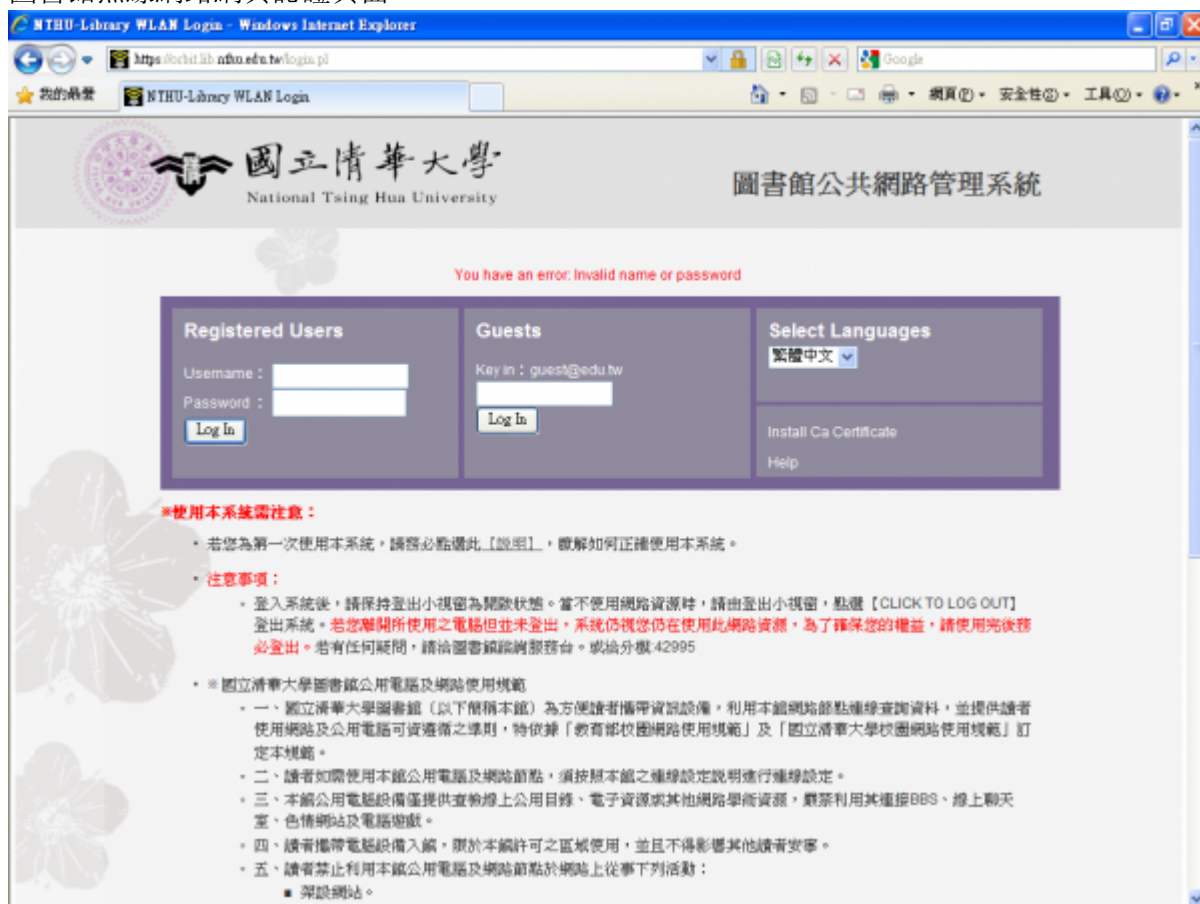 NTHU-Library WLAN Login - Windows Internet Explorer
https://orbit.lib.nthu.edu.tw/login.pl
Google
我的最愛
NTHU-Library WLAN Login
網頁(P)
安全性(S)
工具(O)
國立清華大學
National Tsing Hua University
圖書館公共網路管理系統
You have an error: Invalid name or password
Registered Users
Guests
Select Languages
繁體中文
Username：
Key in：guest@edu.tw
Password：
Log In
Log In
Install Ca Certificate
Help
※使用本系統需注意：
若您為第一次使用本系統，請務必點選此【說明】，瞭解如何正確使用本系統。
注意事項：
登入系統後，請保持登出小視窗為開啟狀態。當不使用網路資源時，請由登出小視窗，點選【CLICK TO LOG OUT】
登出系統。若您離開所使用之電腦但並未登出，系統仍視您仍在使用此網路資源，為了確保您的權益，請使用完後務
必登出。若有任何疑問，請洽圖書館諮詢服務台。或洽分機:42995
※國立清華大學圖書館公用電腦及網路使用規範
一、國立清華大學圖書館（以下簡稱本館）為方便讀者攜帶資訊設備，利用本館網路節點連線查詢資料，並提供讀者
使用網路及公用電腦可資遵循之準則，特依據「教育部校園網路使用規範」及「國立清華大學校園網路使用規範」訂
定本規範。
二、讀者如需使用本館公用電腦及網路節點，須按照本館之連線設定說明進行連線設定。
三、本館公用電腦設備僅提供查檢線上公用目錄、電子資源或其他網路學術資源，嚴禁利用其連接BBS、線上聊天
室、色情網站及電腦遊戲。
四、讀者攜帶電腦設備入館，限於本館許可之區域使用，並且不得影響其他讀者安寧。
五、讀者禁止利用本館公用電腦及網路節點於網路上從事下列活動：
架設網站。